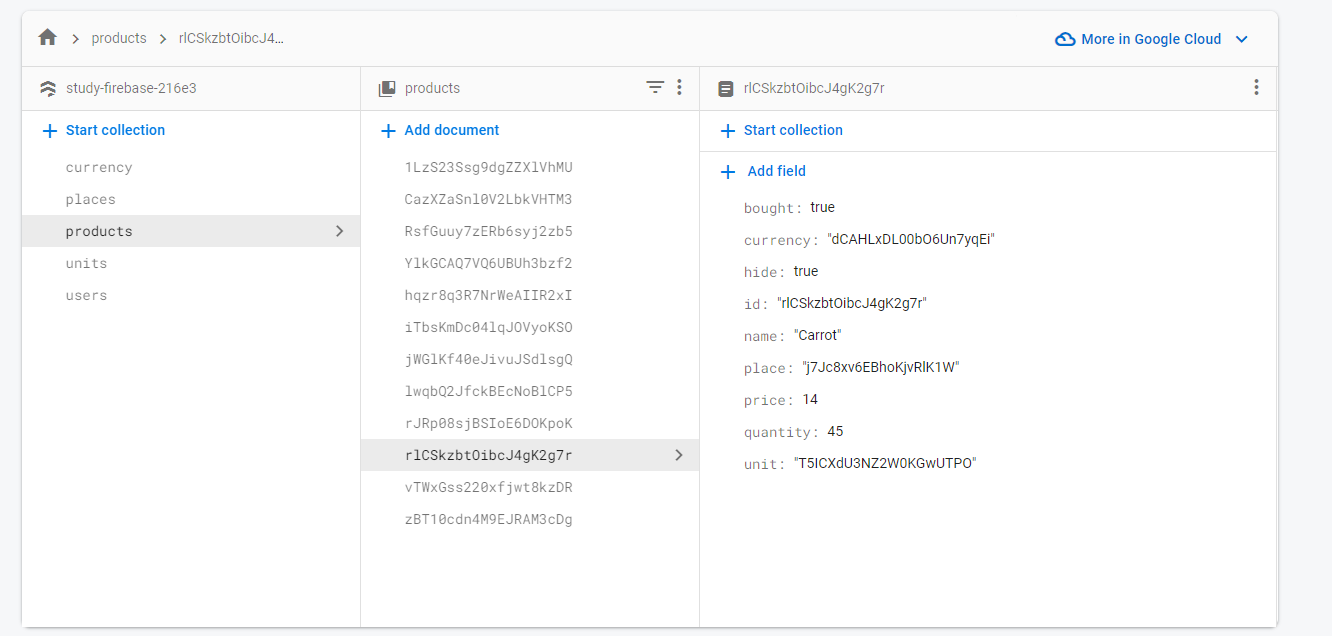 products
rlCSkzbtOibcJ4...
More in Google Cloud
study-firebase-216e3
products
rlCSkzbtOibcJ4gK2g7r
Start collection
currency
places
products
units
users
Add document
1LzS23Ssg9dgZZXlVhMU
CazXZaSnl0V2LbkVHTM3
RsfGuuy7zERb6syj2zb5
YlkGCAQ7VQ6UBUh3bzf2
hqzr8q3R7NrWeAIIR2xI
iTbsKmDc04lqJOVyoKSO
jWGlKf40eJivuJSdlsgQ
lwqbQ2JfckBEcNoBlCP5
rJRp08sjBSIoE6DOKpoK
rlCSkzbtOibcJ4gK2g7r
vTWxGss220xfjwt8kzDR
zBT10cdn4M9EJRAM3cDg
Start collection
Add field
bought: true
currency: "dCAHLxDL00bO6Un7yqEi"
hide: true
id: "rlCSkzbtOibcJ4gK2g7r"
name: "Carrot"
place: "j7Jc8xv6EBhoKjvRlK1W"
price: 14
quantity: 45
unit: "T5ICXdU3NZ2W0KGwUTPO"